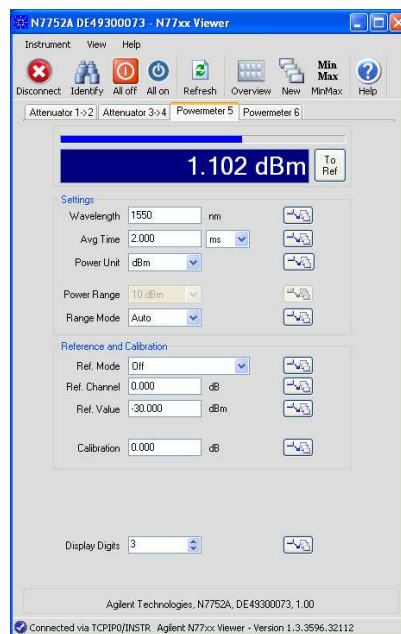 N7752A DE49300073 - N77xx Viewer
Instrument View Help
Disconnect Identify All off All on Refresh Overview New Min Max MinMax Help
Attenuator 1->2 Attenuator 3->4 Powermeter 5 Powermeter 6
1.102 dBm To Ref
Settings
Wavelength 1550 nm
Avg Time 2.000 ms
Power Unit dBm
Power Range 10 dBm
Range Mode Auto
Reference and Calibration
Ref. Mode Off
Ref. Channel 0.000 dB
Ref. Value -30.000 dBm
Calibration 0.000 dB
Display Digits 3
Agilent Technologies, N7752A, DE49300073, 1.00
Connected via TCPIP0/INSTR Agilent N77xx Viewer - Version 1.3.3596.32112